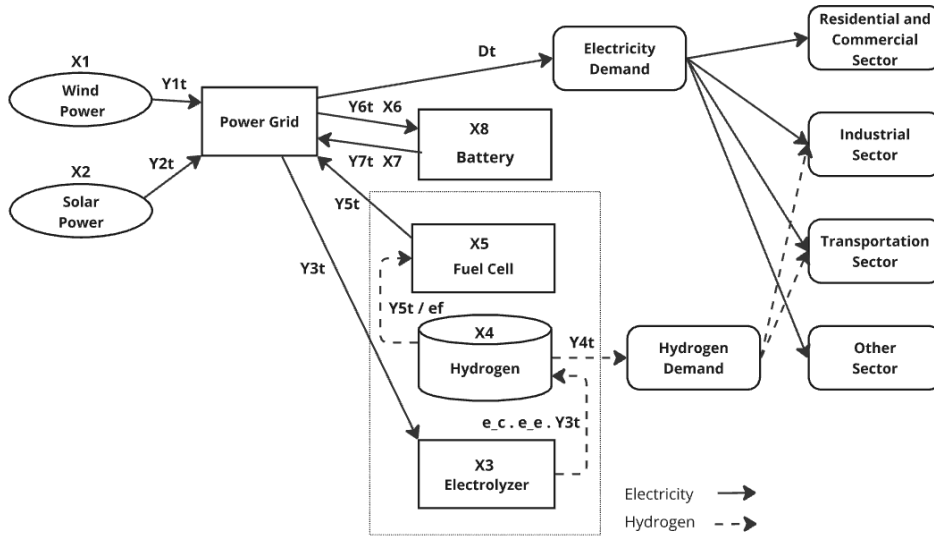 X1
Wind
Power
Y1t
X2
Solar
Power
Y2t
Power Grid
Dt
Y6t X6
Y7t X7
X8
Battery
Electricity
Demand
Residential and
Commercial
Sector
Industrial
Sector
Transportation
Sector
Other
Sector
Y5t
Y3t
X5
Fuel Cell
Y5t / ef
X4
Hydrogen
Y4t
Hydrogen
Demand
e_c . e_e . Y3t
X3
Electrolyzer
Electricity
Hydrogen